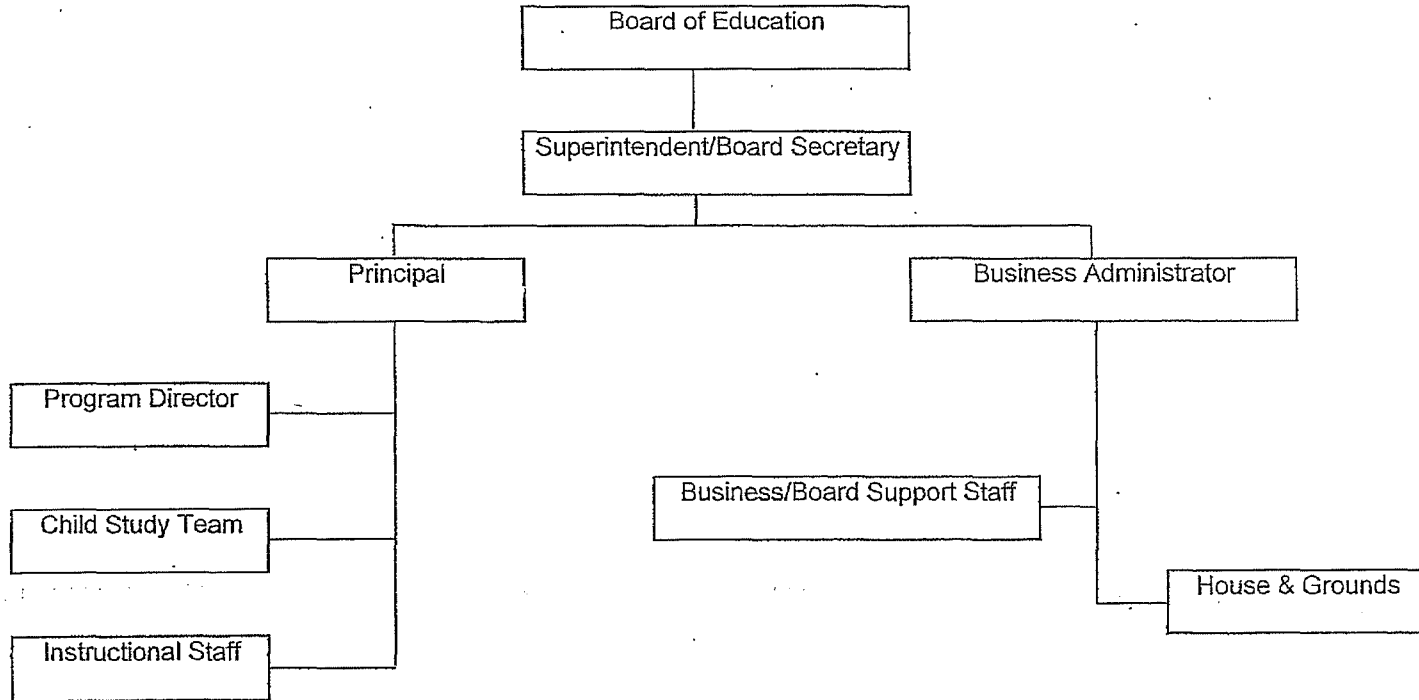 Board of Education
Superintendent/Board Secretary
Principal
Business Administrator
Program Director
Business/Board Support Staff
Child Study Team
House & Grounds
Instructional Staff